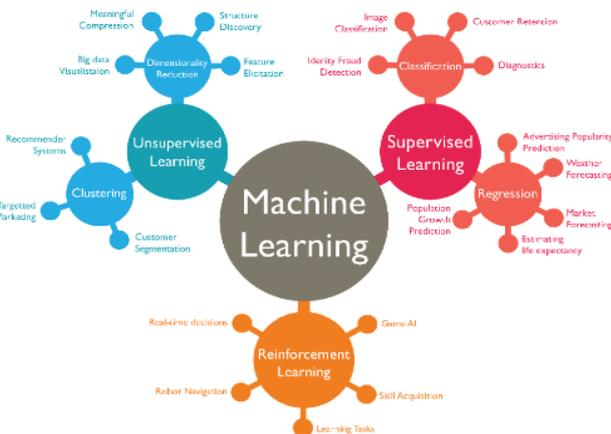 Meaningful
Compression
Structure
Discovery
Big data
Visualistaion
Dimensionality
Reduction
Feature
Elicitation
Recommender
Systems
Unsupervised
Learning
Clustering
Targetted
Marketing
Customer
Segmentation
Image
Classification
Customer Retention
Idenity Fraud
Detection
Classification
Diagnostics
Supervised
Learning
Advertising Popularity
Prediction
Weather
Forecasting
Regression
Population
Growth
Prediction
Market
Forecasting
Estimating
life expectancy
Machine
Learning
Real-time decisions
Game AI
Reinforcement
Learning
Robot Navigation
Skill Acquisition
Learning Tasks